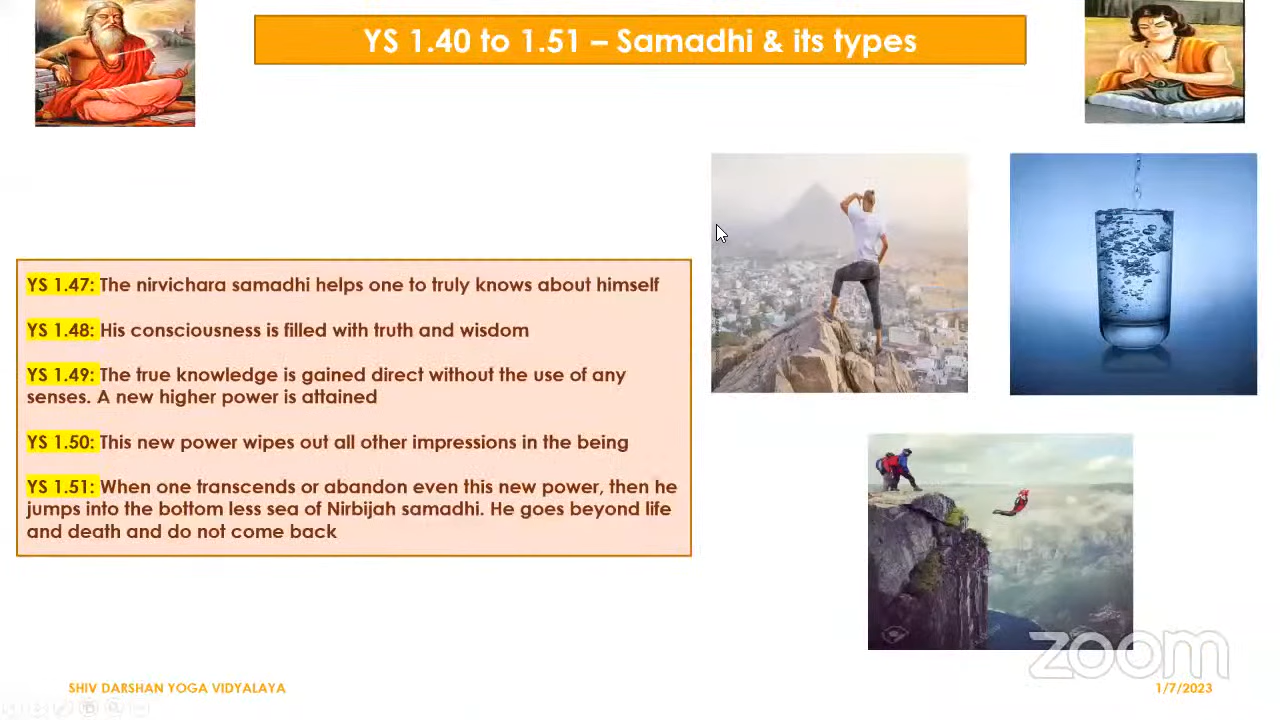 YS 1.40 to 1.51 – Samadhi & its types
YS 1.47: The nirvichara samadhi helps one to truly knows about himself
YS 1.48: His consciousness is filled with truth and wisdom
YS 1.49: The true knowledge is gained direct without the use of any
senses. A new higher power is attained
YS 1.50: This new power wipes out all other impressions in the being
YS 1.51: When one transcends or abandon even this new power, then he
jumps into the bottom less sea of Nirbijah samadhi. He goes beyond life
and death and do not come back
zoom
SHIV DARSHAN YOGA VIDYALAYA
1/7/2023